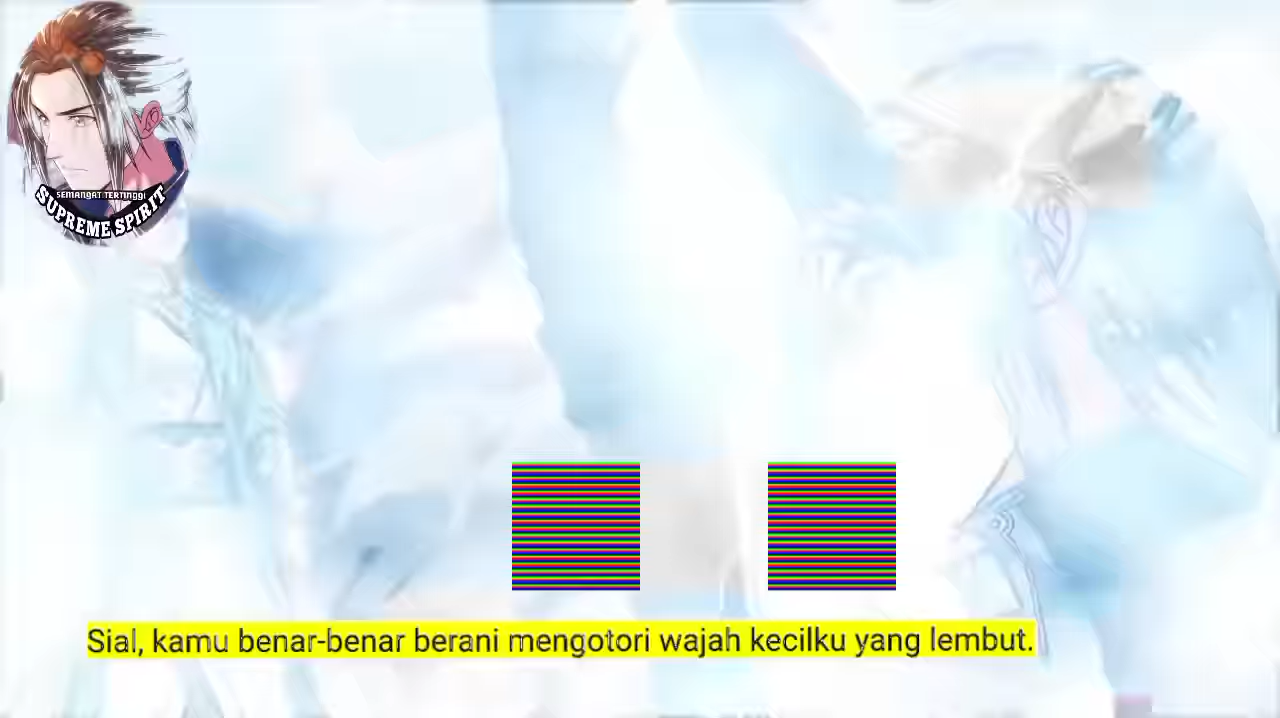 SEMANGAT TERTINGGI
SUPREME SPIRIT
Sial, kamu benar-benar berani mengotori wajah kecilku yang lembut.